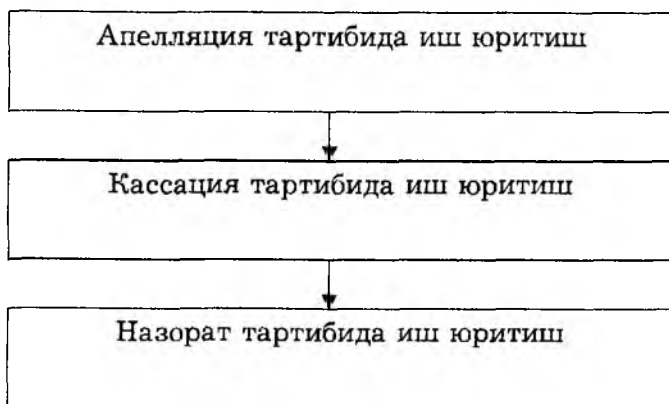 Апелляция тартибида иш юритиш
Кассация тартибида иш юритиш
Назорат тартибида иш юритиш